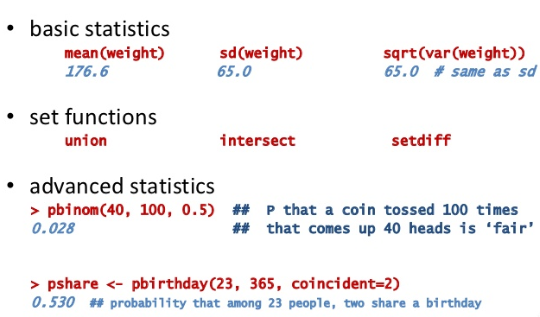 • basic statistics
mean(weight) sd(weight) sqrt(var(weight))
176.6 65.0 65.0 # same as sd
• set functions
union intersect setdiff
• advanced statistics
> pbinom(40, 100, 0.5) ## P that a coin tossed 100 times
0.028 ## that comes up 40 heads is ‘fair’
> pshare <- pbirthday(23, 365, coincident=2)
0.530 ## probability that among 23 people, two share a birthday